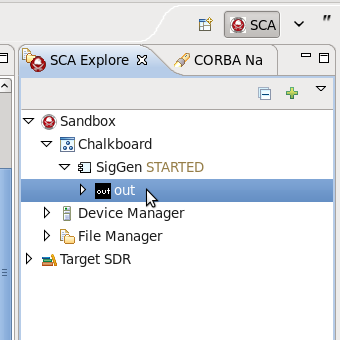 SCA
"
SCA Explore
CORBA Na
Sandbox
Chalkboard
SigGen STARTED
out out
Device Manager
File Manager
Target SDR